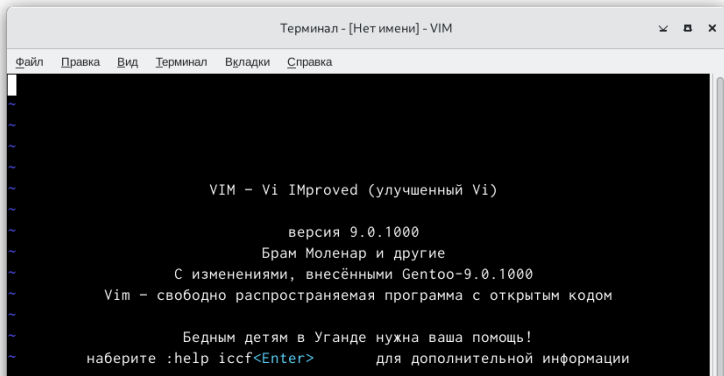 Терминал - [Нет имени] - VIM
Файл Правка Вид Терминал Вкладки Справка
~
~
~
~
~ VIM – Vi IMproved (улучшенный Vi)
~
~ версия 9.0.1000
~ Брам Моленар и другие
~ С изменениями, внесёнными Gentoo-9.0.1000
~ Vim – свободно распространяемая программа с открытым кодом
~
~ Бедным детям в Уганде нужна ваша помощь!
~ наберите :help iccf<Enter> для дополнительной информации